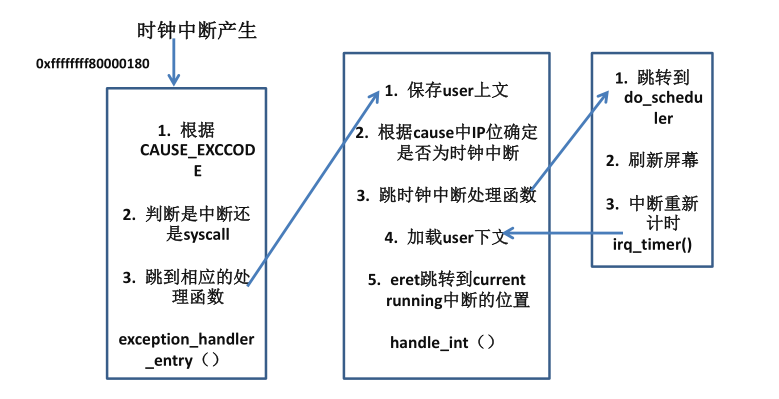 时钟中断产生
0xffffffff80000180
1. 根据
CAUSE_EXCCOD
E
2. 判断是中断还
是syscall
3. 跳到相应的处
理函数
exception_handler
_entry（）
1. 保存user上文
2. 根据cause中IP位确定
是否为时钟中断
3. 跳时钟中断处理函数
4. 加载user下文
5. eret跳转到current
running中断的位置
handle_int（）
1. 跳转到
do_schedu
ler
2. 刷新屏幕
3. 中断重新
计时
irq_timer()